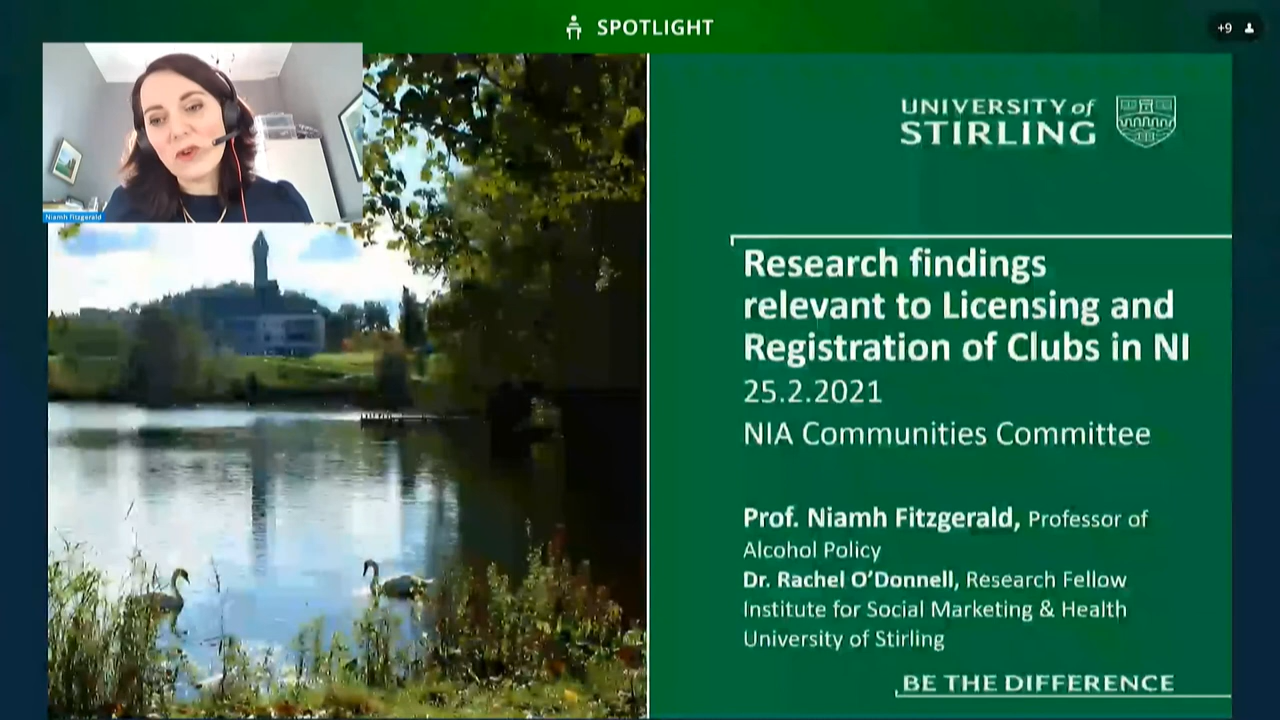 SPOTLIGHT
+9
Niamh Fitzgerald
UNIVERSITY of
STIRLING
Research findings
relevant to Licensing and
Registration of Clubs in NI
25.2.2021
NIA Communities Committee
Prof. Niamh Fitzgerald, Professor of
Alcohol Policy
Dr. Rachel O'Donnell, Research Fellow
Institute for Social Marketing & Health
University of Stirling
BE THE DIFFERENCE